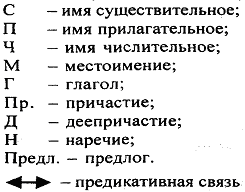 С – имя существительное;
П – имя прилагательное;
Ч – имя числительное;
М – местоимение;
Г – глагол;
Пр. – причастие;
Д – деепричастие;
Н – наречие;
Предл. – предлог.
↔ – предикативная связь